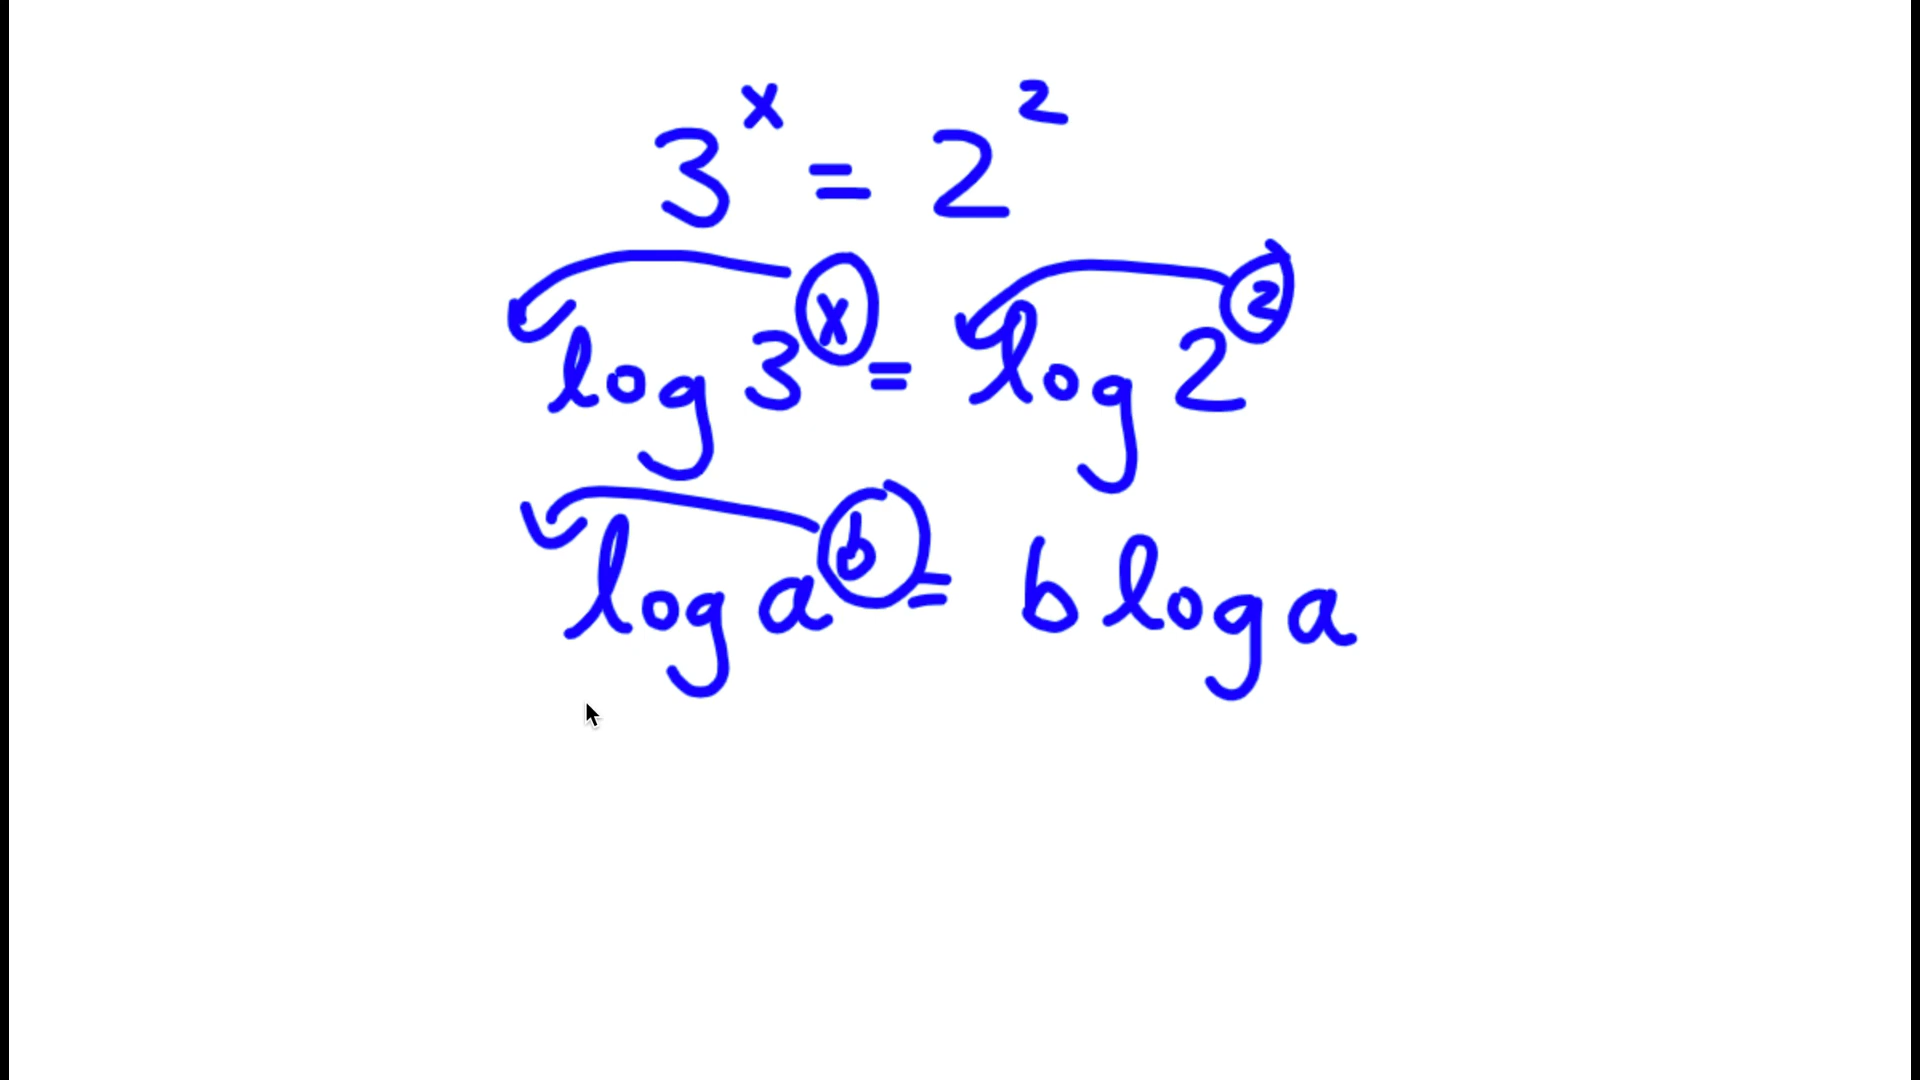 3^x = 2^2
log 3^x = log 2^2
log a^b = b log a